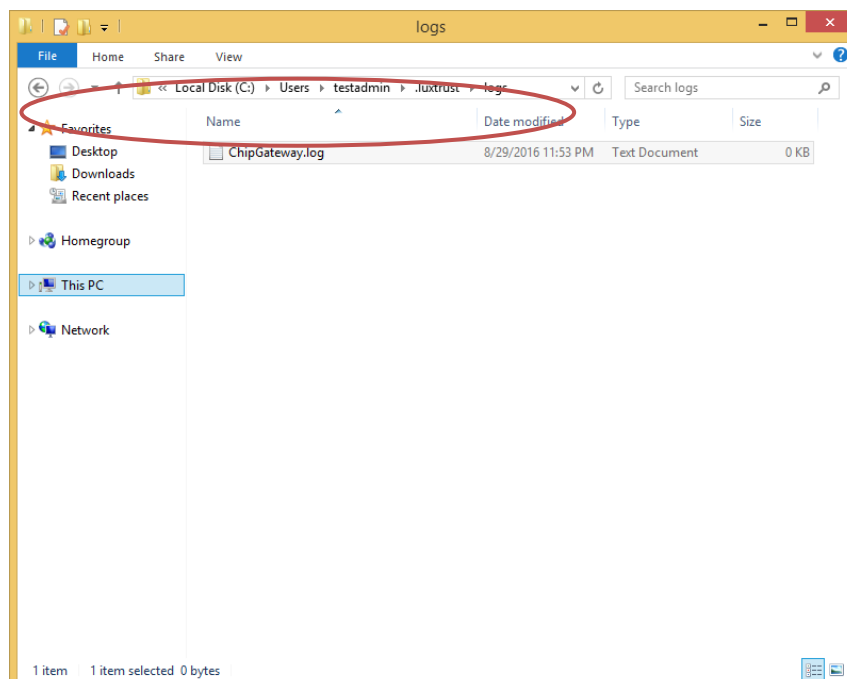 logs
File Home Share View
« Local Disk (C:) Users testadmin .luxtrust logs Search logs
Name Date modified Type Size
Favorites
ChipGateway.log 8/29/2016 11:53 PM Text Document 0 KB
Desktop
Downloads
Recent places
Homegroup
This PC
Network
1 item 1 item selected 0 bytes